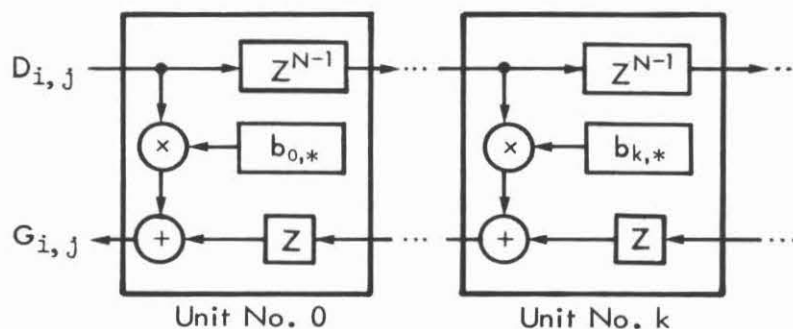 D_{i,j} Z^{N-1} ... Z^{N-1} ...
× b_{0,*} × b_{k,*}
G_{i,j} + Z ... + Z ...
Unit No. 0 Unit No. k